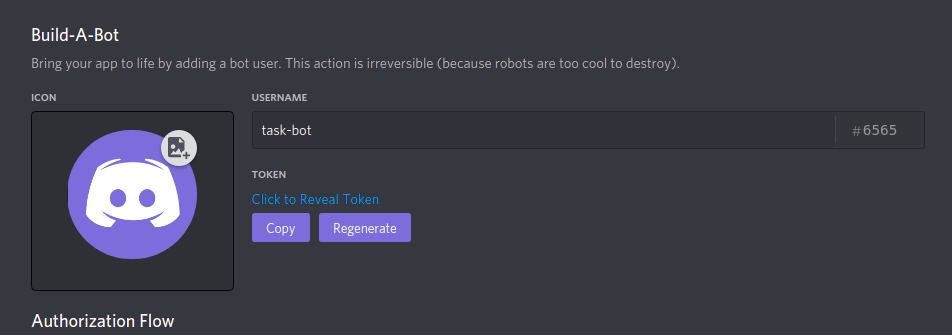 Build-A-Bot
Bring your app to life by adding a bot user. This action is irreversible (because robots are too cool to destroy).
ICON
USERNAME
task-bot
#6565
TOKEN
Click to Reveal Token
Copy
Regenerate
Authorization Flow